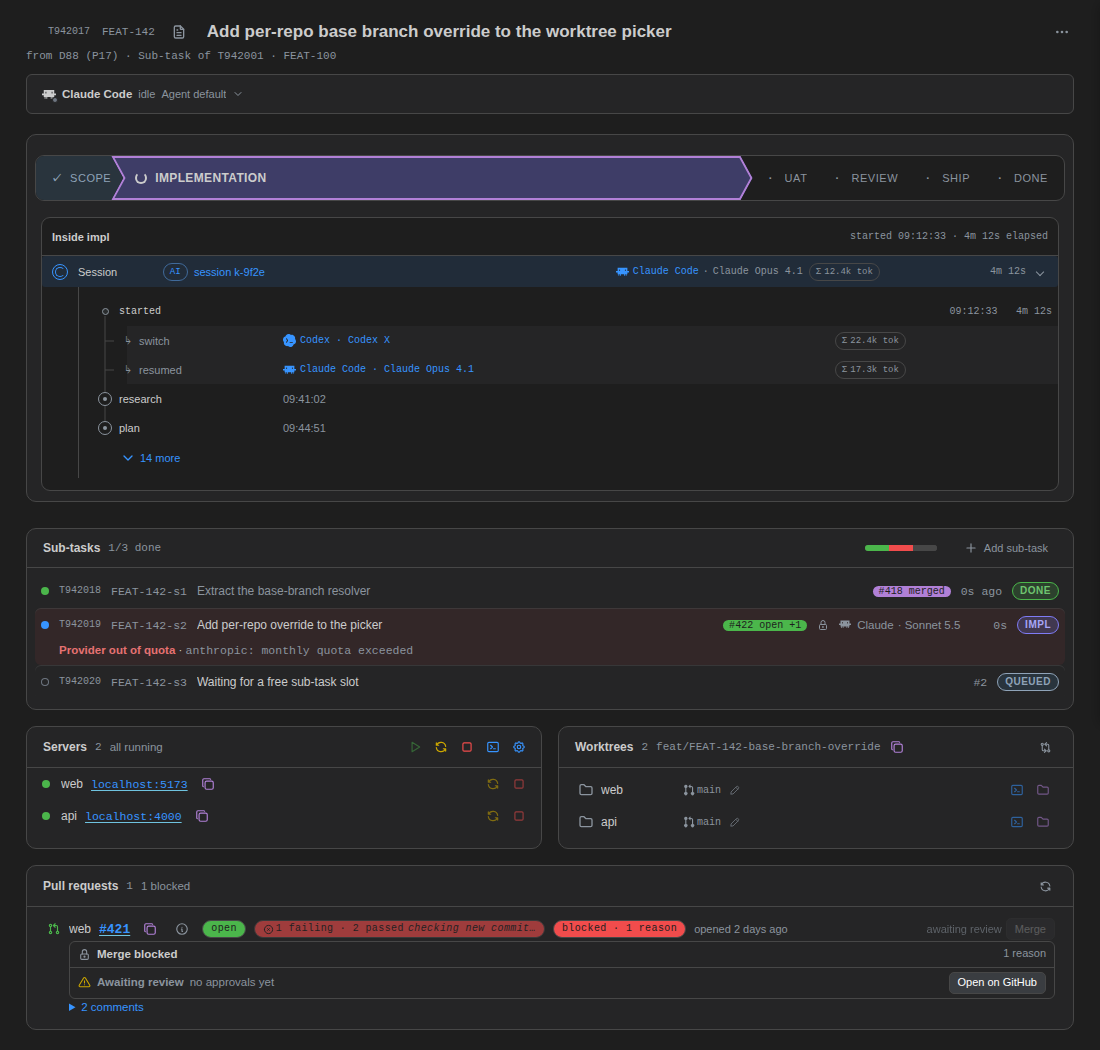 T942017 FEAT-142 Add per-repo base branch override to the worktree picker
from D88 (P17) · Sub-task of T942001 · FEAT-100
Claude Code idle Agent default
SCOPE IMPLEMENTATION · UAT · REVIEW · SHIP · DONE
Inside impl started 09:12:33 · 4m 12s elapsed
Session AI session k-9f2e Claude Code · Claude Opus 4.1 Σ 12.4k tok 4m 12s
started 09:12:33 4m 12s
↳ switch Codex · Codex X Σ 22.4k tok
↳ resumed Claude Code · Claude Opus 4.1 Σ 17.3k tok
research 09:41:02
plan 09:44:51
14 more
Sub-tasks 1/3 done Add sub-task
T942018 FEAT-142-s1 Extract the base-branch resolver #418 merged 0s ago DONE
T942019 FEAT-142-s2 Add per-repo override to the picker #422 open +1 Claude · Sonnet 5.5 0s IMPL
Provider out of quota · anthropic: monthly quota exceeded
T942020 FEAT-142-s3 Waiting for a free sub-task slot #2 QUEUED
Servers 2 all running
web localhost:5173
api localhost:4000
Worktrees 2 feat/FEAT-142-base-branch-override
web main
api main
Pull requests 1 1 blocked
web #421 open 1 failing · 2 passed checking new commit… blocked · 1 reason opened 2 days ago awaiting review Merge
Merge blocked 1 reason
Awaiting review no approvals yet Open on GitHub
2 comments